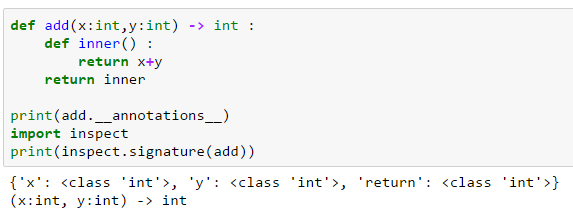 def add(x:int,y:int) -> int :
    def inner() :
        return x+y
    return inner

print(add.__annotations__)
import inspect
print(inspect.signature(add))
{'x': <class 'int'>, 'y': <class 'int'>, 'return': <class 'int'>}
(x:int, y:int) -> int